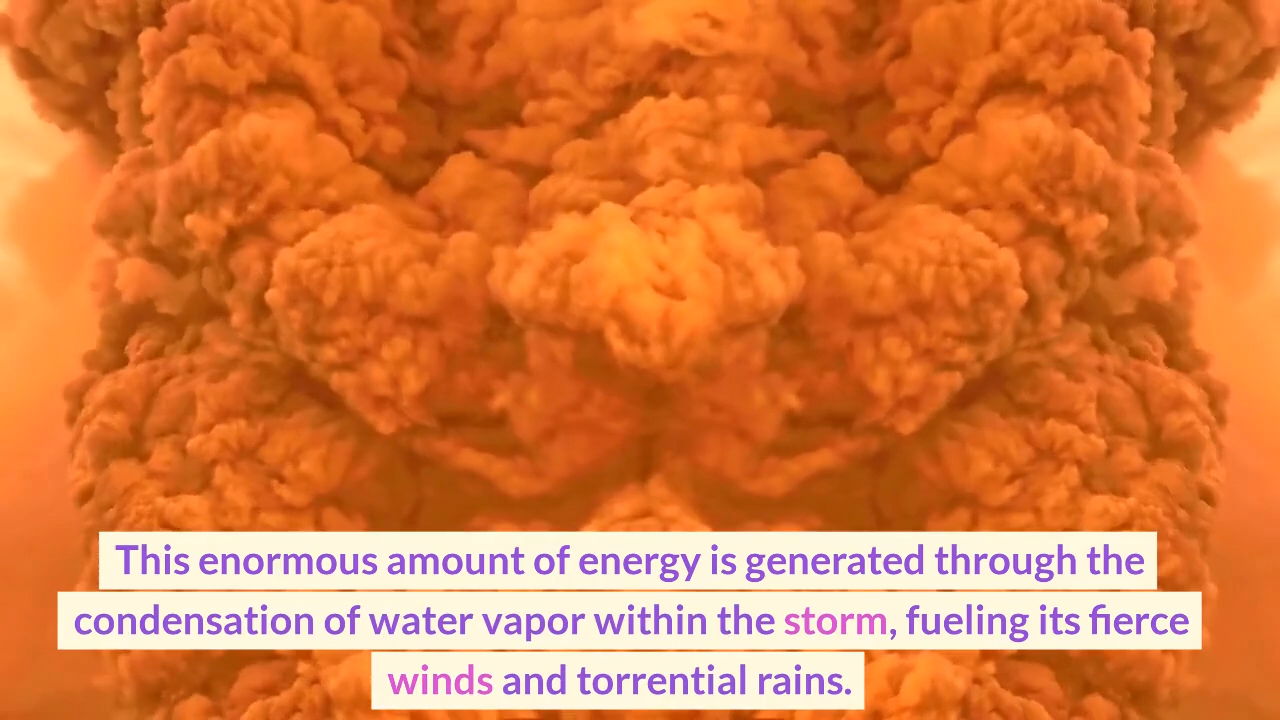 This enormous amount of energy is generated through the
condensation of water vapor within the storm, fueling its fierce
winds and torrential rains.